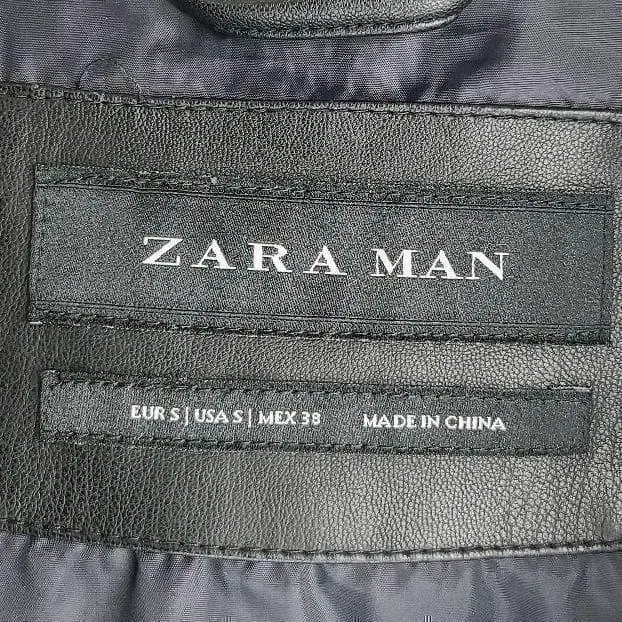 ZARA MAN
EUR S | USA S | MEX 38 MADE IN CHINA